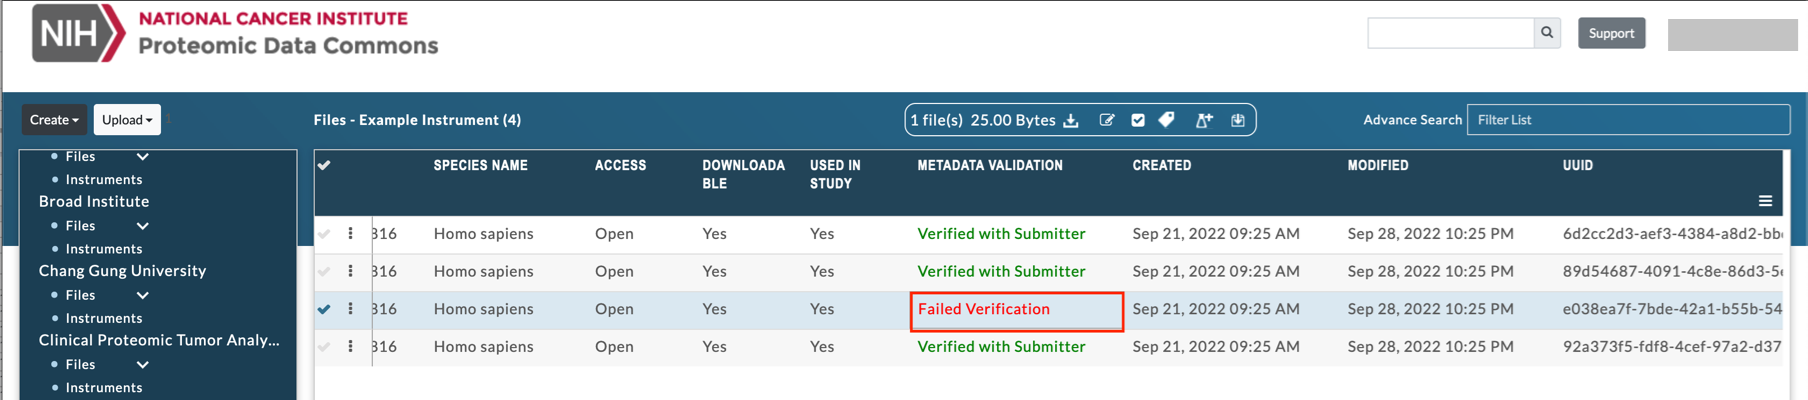 NIH
NATIONAL CANCER INSTITUTE
Proteomic Data Commons
Support
Create
Upload
Files - Example Instrument (4)
1 file(s) 25.00 Bytes
Advance Search
Filter List
Files
Instruments
Broad Institute
Files
Instruments
Chang Gung University
Files
Instruments
Clinical Proteomic Tumor Analy...
Files
Instruments
SPECIES NAME ACCESS DOWNLOADA USED IN METADATA VALIDATION CREATED MODIFIED UUID
BLE STUDY
316 Homo sapiens Open Yes Yes Verified with Submitter Sep 21, 2022 09:25 AM Sep 28, 2022 10:25 PM 6d2cc2d3-aef3-4384-a8d2-bb
316 Homo sapiens Open Yes Yes Verified with Submitter Sep 21, 2022 09:25 AM Sep 28, 2022 10:25 PM 89d54687-4091-4c8e-86d3-5
316 Homo sapiens Open Yes Yes Failed Verification Sep 21, 2022 09:25 AM Sep 28, 2022 10:25 PM e038ea7f-7bde-42a1-b55b-54
316 Homo sapiens Open Yes Yes Verified with Submitter Sep 21, 2022 09:25 AM Sep 28, 2022 10:25 PM 92a373f5-fdf8-4cef-97a2-d37